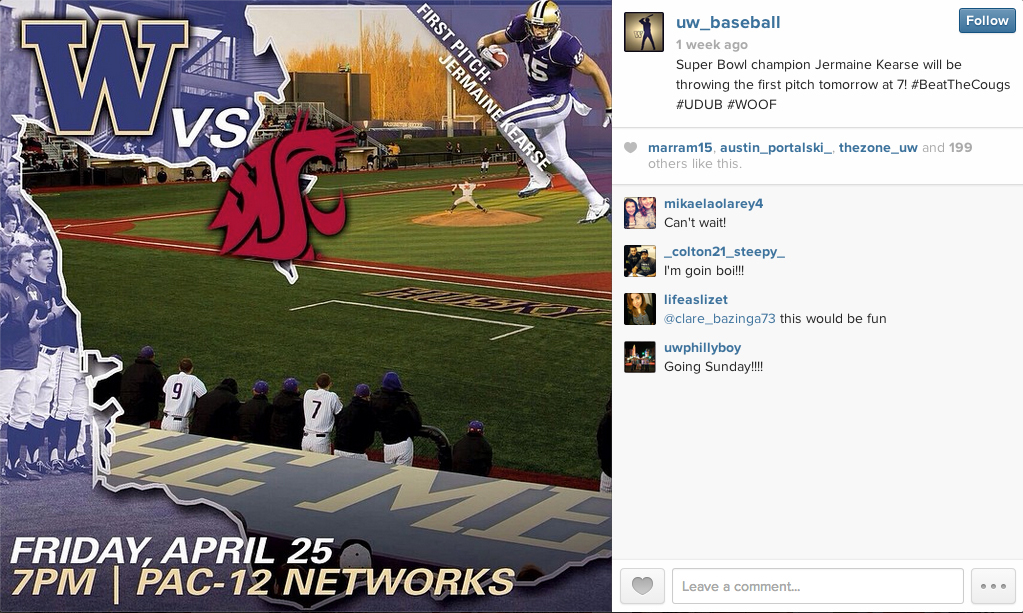 W
VS
FIRST PITCH:
JERMAINE KEARSE
15
HUSKY
9
7
HE ME
FRIDAY, APRIL 25
7PM | PAC-12 NETWORKS
uw_baseball
Follow
1 week ago
Super Bowl champion Jermaine Kearse will be
throwing the first pitch tomorrow at 7! #BeatTheCougs
#UDUB #WOOF
marram15, austin_portalski_, thezone_uw and 199
others like this.
mikaelaolarey4
Can't wait!
_colton21_steepy_
I'm goin boi!!!
lifeaslizet
@clare_bazinga73 this would be fun
uwphillyboy
Going Sunday!!!!
Leave a comment...